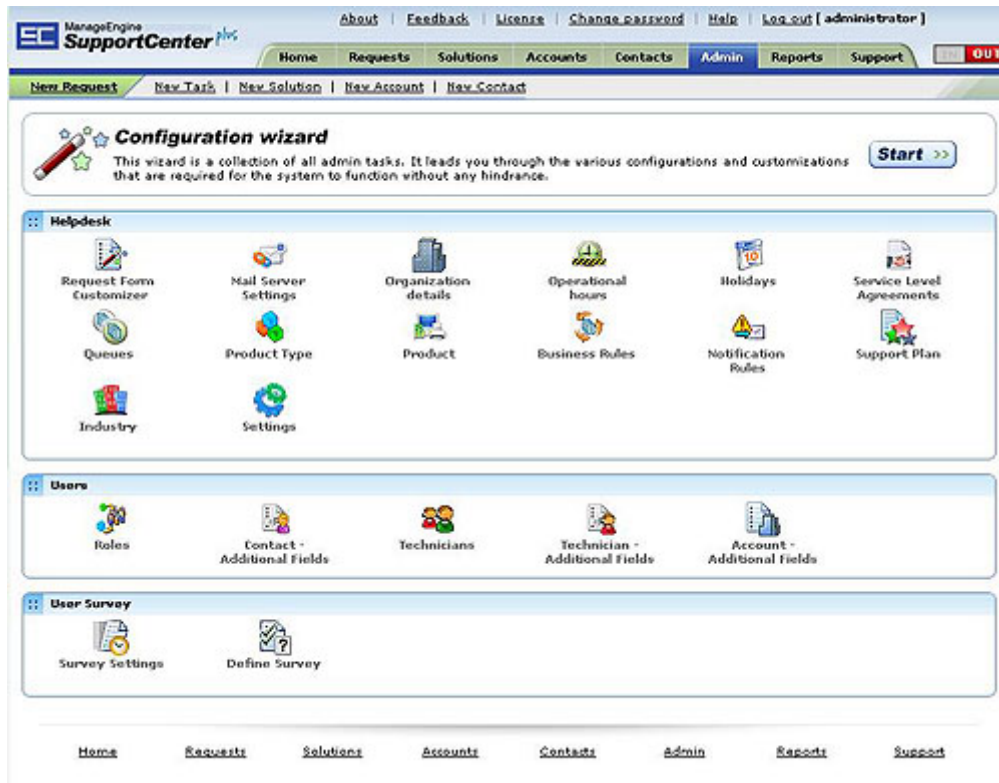 About | Feedback | License | Change password | Help | Log out [ administrator ]
ManageEngine
SupportCenter plus
Home Requests Solutions Accounts Contacts Admin Reports Support IN OUT
New Request New Task | New Solution | New Account | New Contact
Configuration wizard
This wizard is a collection of all admin tasks. It leads you through the various configurations and customizations
that are required for the system to function without any hindrance.
Start >>
Helpdesk
Request Form Customizer
Mail Server Settings
Organization details
Operational hours
Holidays
Service Level Agreements
Queues
Product Type
Product
Business Rules
Notification Rules
Support Plan
Industry
Settings
Users
Roles
Contact - Additional Fields
Technicians
Technician - Additional Fields
Account - Additional Fields
User Survey
Survey Settings
Define Survey
Home Requests Solutions Accounts Contacts Admin Reports Support